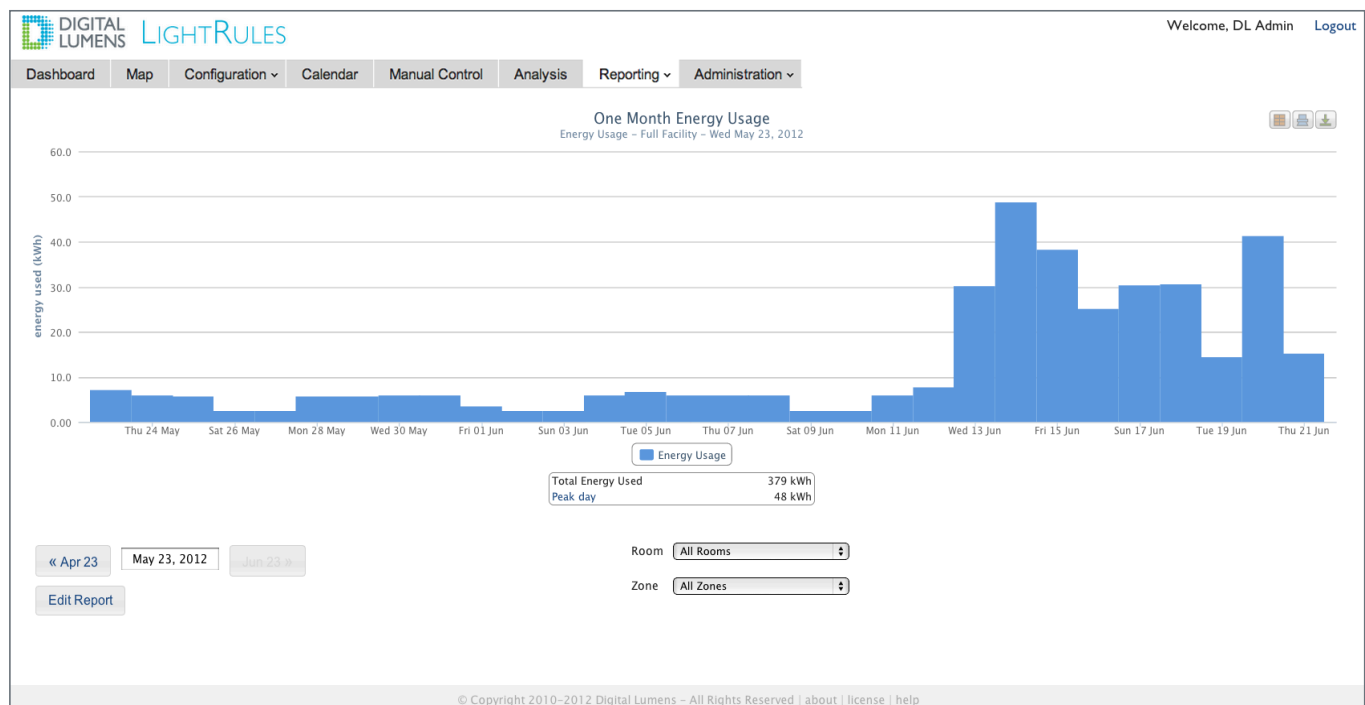 DIGITAL LUMENS LIGHTRULES
Welcome, DL Admin Logout
Dashboard Map Configuration Calendar Manual Control Analysis Reporting Administration
One Month Energy Usage
Energy Usage – Full Facility – Wed May 23, 2012
60.0
50.0
40.0
30.0
20.0
10.0
0.00
energy used (kWh)
Thu 24 May Sat 26 May Mon 28 May Wed 30 May Fri 01 Jun Sun 03 Jun Tue 05 Jun Thu 07 Jun Sat 09 Jun Mon 11 Jun Wed 13 Jun Fri 15 Jun Sun 17 Jun Tue 19 Jun Thu 21 Jun
Energy Usage
Total Energy Used 379 kWh
Peak day 48 kWh
« Apr 23 May 23, 2012 Jun 23 »
Room All Rooms
Zone All Zones
Edit Report
© Copyright 2010–2012 Digital Lumens – All Rights Reserved | about | license | help